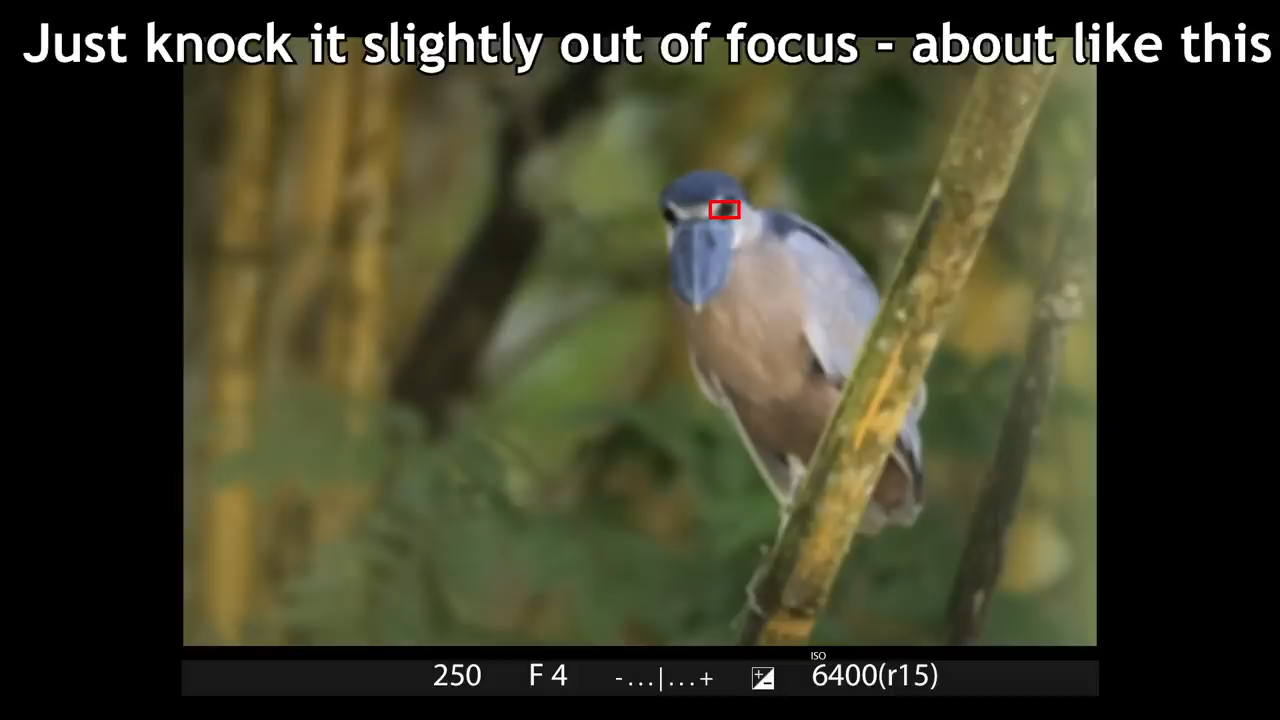 Just knock it slightly out of focus - about like this
ISO
250 F 4 -...|...+ +- 6400(r15)